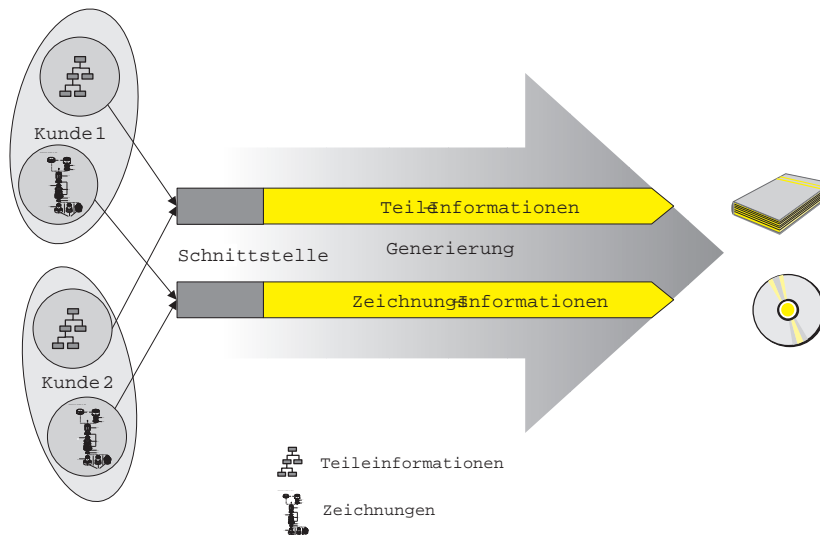 Kunde 1
Teile-Informationen
Schnittstelle
Generierung
Zeichnungs-Informationen
Kunde 2
Teileinformationen
Zeichnungen